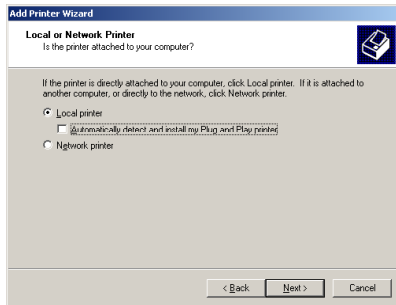 Add Printer Wizard
Local or Network Printer
Is the printer attached to your computer?
If the printer is directly attached to your computer, click Local printer. If it is attached to
another computer, or directly to the network, click Network printer.
Local printer
Automatically detect and install my Plug and Play printer
Network printer
< Back Next > Cancel